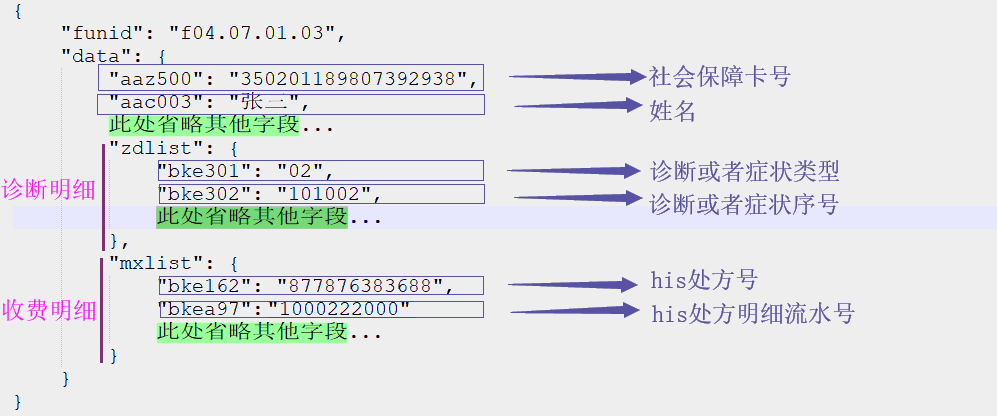 {
"funid": "f04.07.01.03",
"data": {
"aaz500": "350201189807392938", 社会保障卡号
"aac003": "张三", 姓名
此处省略其他字段...
"zdlist": {
"bke301": "02", 诊断或者症状类型
诊断明细 "bke302": "101002", 诊断或者症状序号
此处省略其他字段...
},
"mxlist": {
"bke162": "877876383688", his处方号
收费明细 "bkea97":"1000222000" his处方明细流水号
此处省略其他字段...
}
}
}